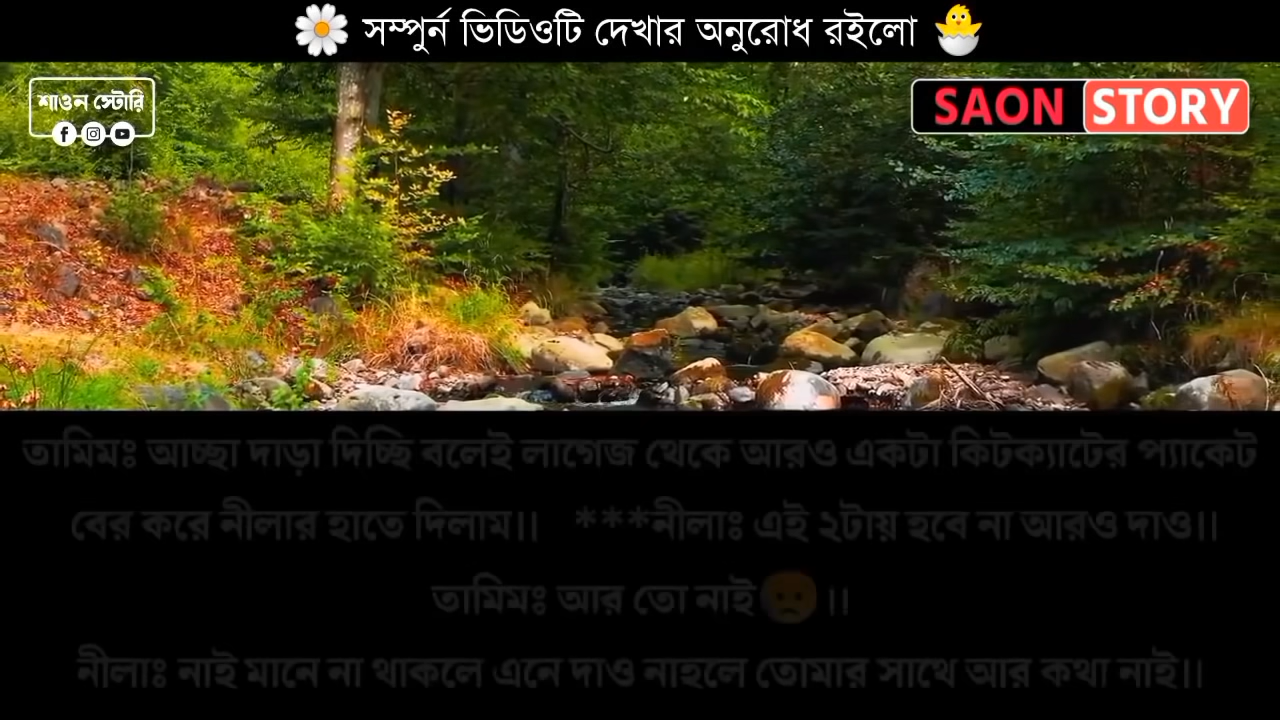 🌼 সম্পুর্ন ভিডিওটি দেখার অনুরোধ রইলো 🐣
শাওন স্টোরি
SAON STORY
তামিমঃ আচ্ছা দাড়া দিচ্ছি বলেই লাগেজ থেকে আরও একটা কিটক্যাটের প্যাকেট
বের করে নীলার হাতে দিলাম।। ***নীলাঃ এই ২টায় হবে না আরও দাও।।
তামিমঃ আর তো নাই😞।।
নীলাঃ নাই মানে না থাকলে এনে দাও নাহলে তোমার সাথে আর কথা নাই।।